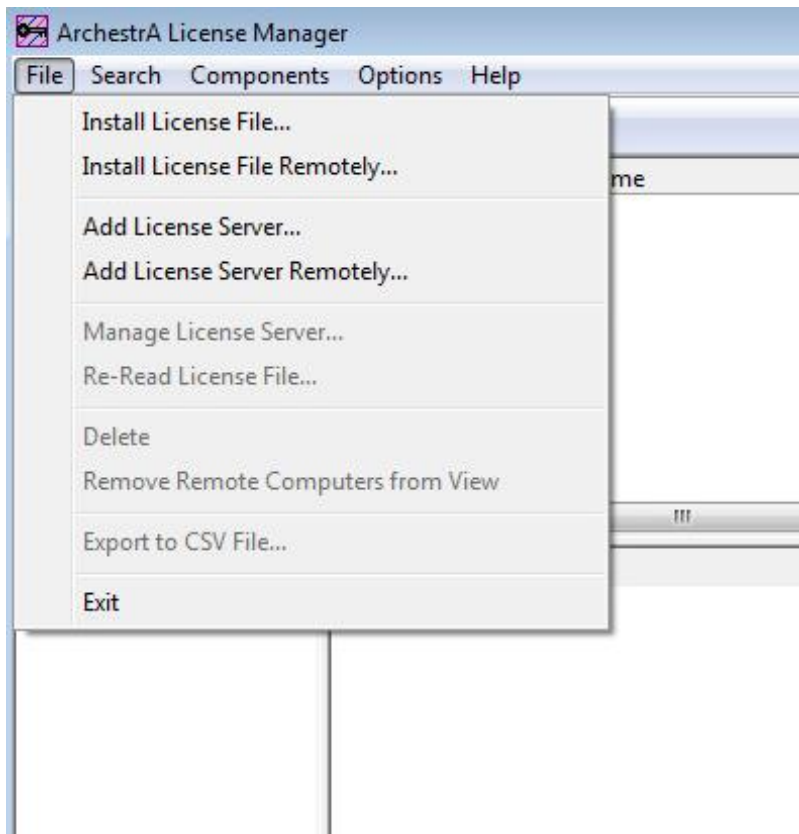 ArchestrA License Manager
File Search Components Options Help
Install License File...
Install License File Remotely...
me
Add License Server...
Add License Server Remotely...
Manage License Server...
Re-Read License File...
Delete
Remove Remote Computers from View
Export to CSV File...
Exit